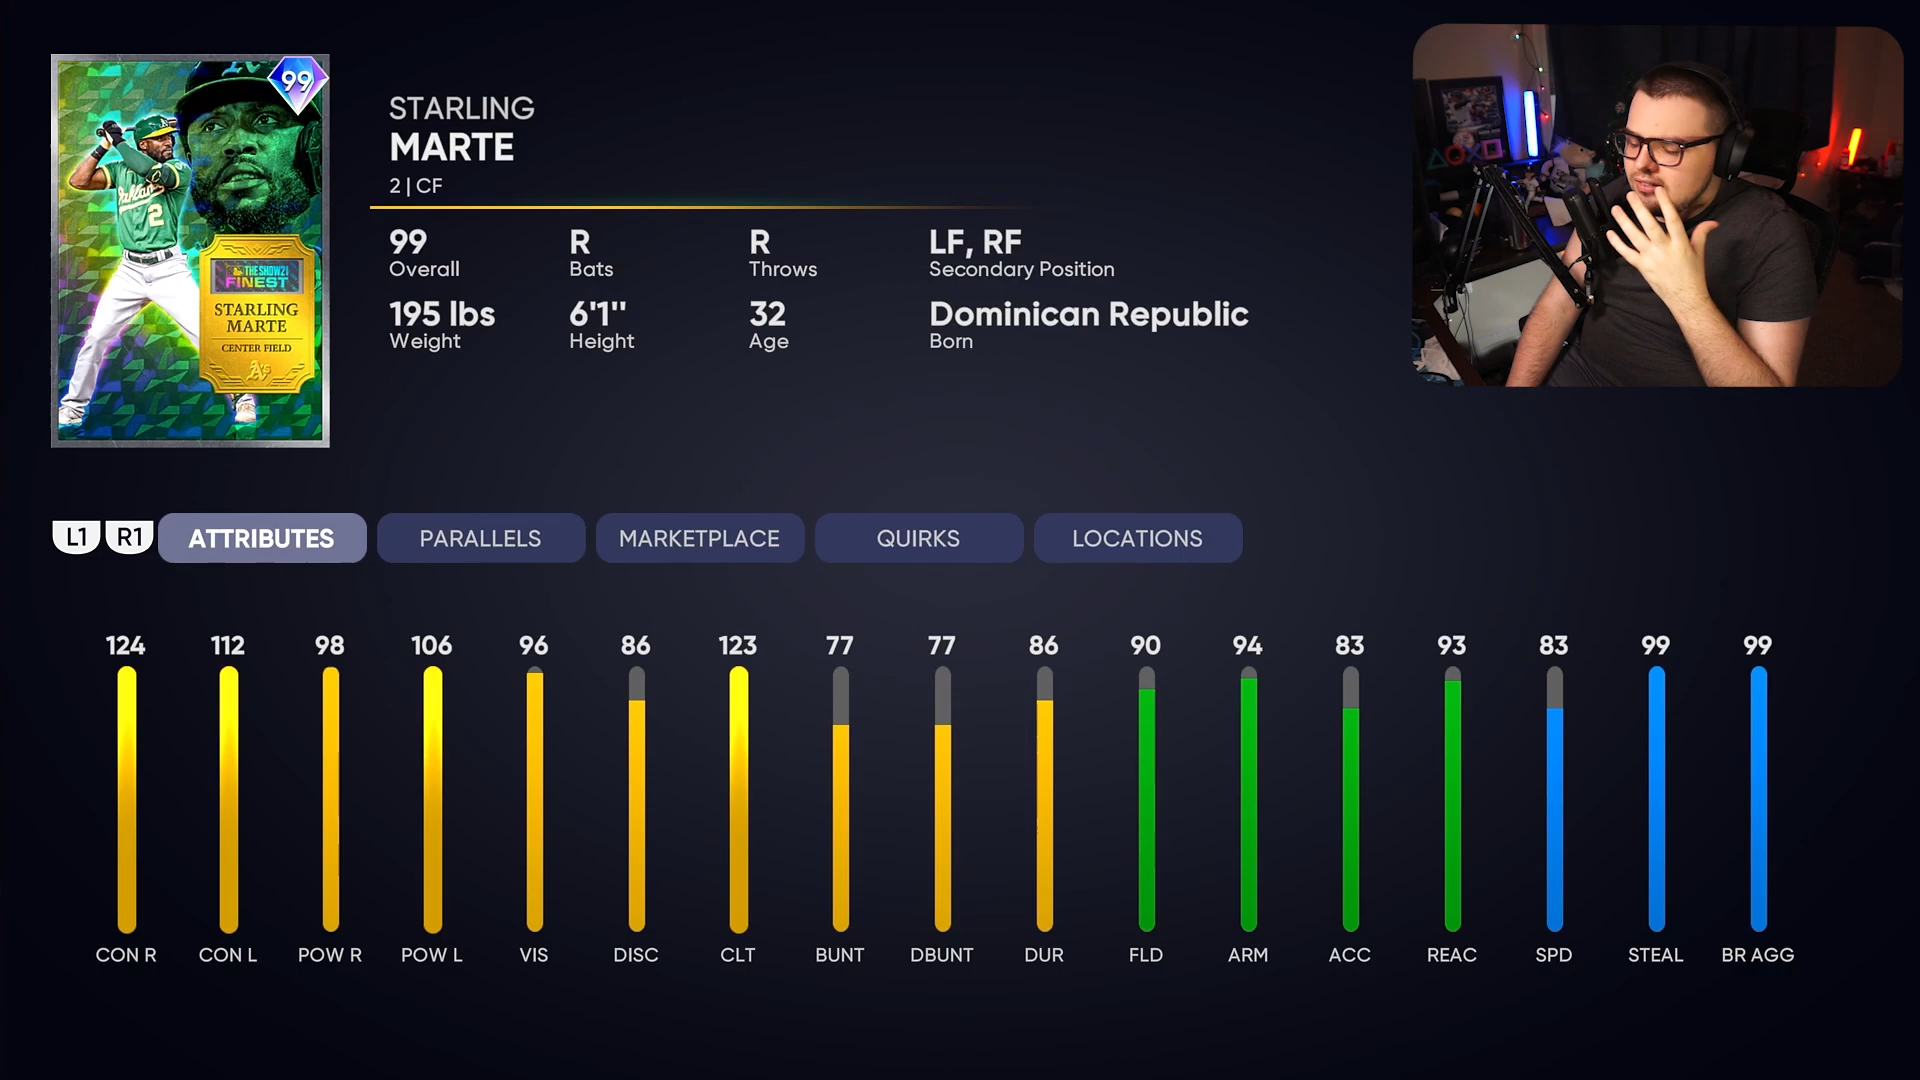 99
Oakland
2
THE SHOW 21
FINEST
STARLING
MARTE
CENTER FIELD
A's
STARLING
MARTE
2 | CF
99
Overall
R
Bats
R
Throws
LF, RF
Secondary Position
195 lbs
Weight
6'1"
Height
32
Age
Dominican Republic
Born
L1 R1 ATTRIBUTES PARALLELS MARKETPLACE QUIRKS LOCATIONS
124 112 98 106 96 86 123 77 77 86 90 94 83 93 83 99 99
CON R CON L POW R POW L VIS DISC CLT BUNT DBUNT DUR FLD ARM ACC REAC SPD STEAL BR AGG